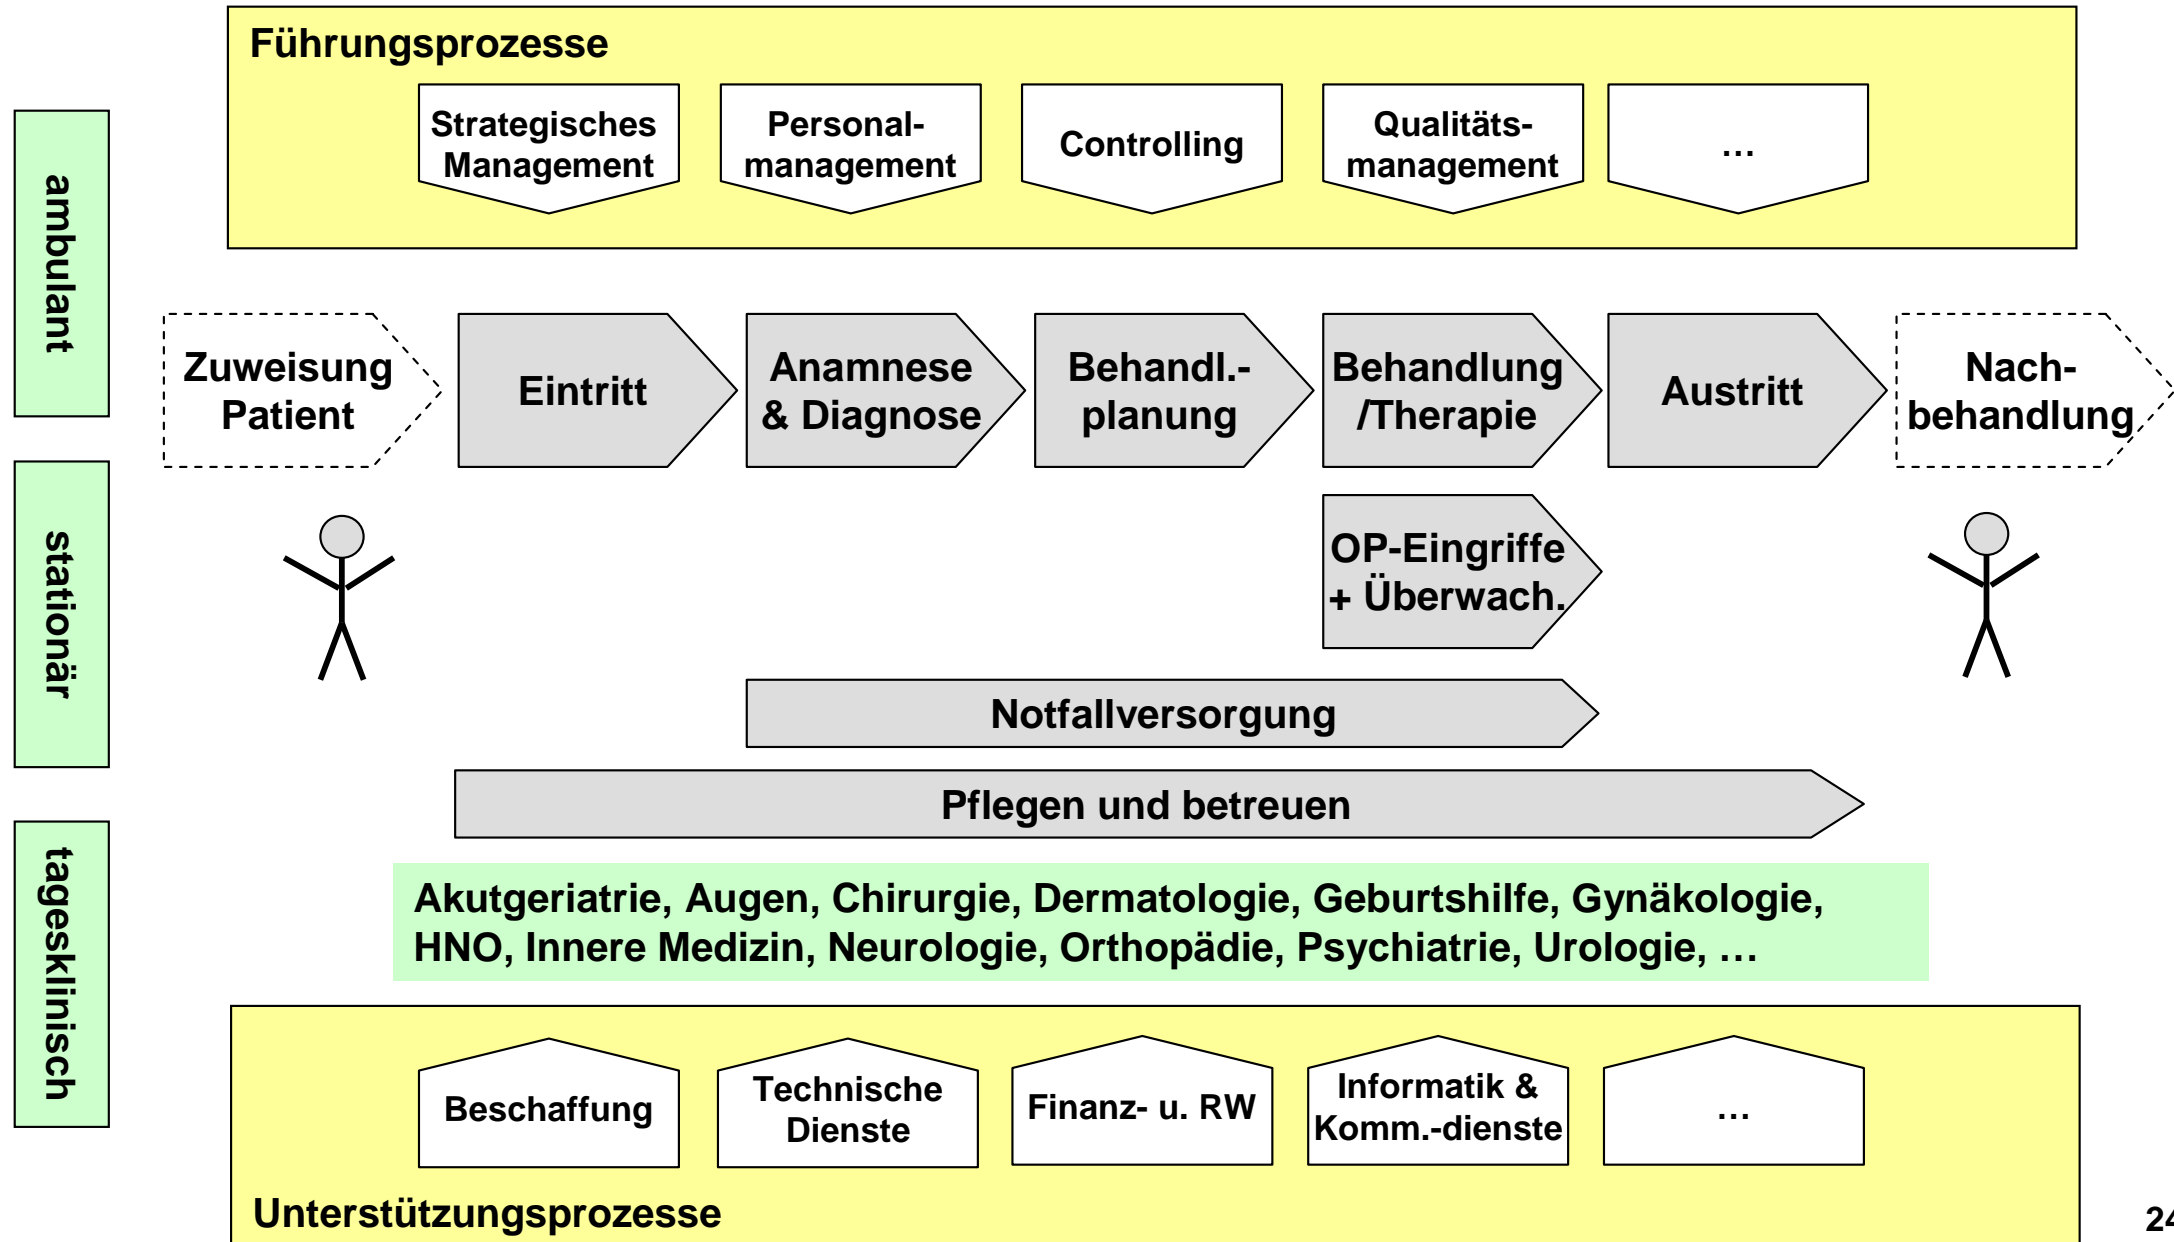 Führungsprozesse
Strategisches
Management
Personal-
management
Controlling
Qualitäts-
management
…
ambulant
stationär
tagesklinisch
Zuweisung
Patient
Eintritt
Anamnese
& Diagnose
Behandl.-
planung
Behandlung
/Therapie
Austritt
Nach-
behandlung
OP-Eingriffe
+ Überwach.
Notfallversorgung
Pflegen und betreuen
Akutgeriatrie, Augen, Chirurgie, Dermatologie, Geburtshilfe, Gynäkologie,
HNO, Innere Medizin, Neurologie, Orthopädie, Psychiatrie, Urologie, …
Beschaffung
Technische
Dienste
Finanz- u. RW
Informatik &
Komm.-dienste
…
Unterstützungsprozesse
24